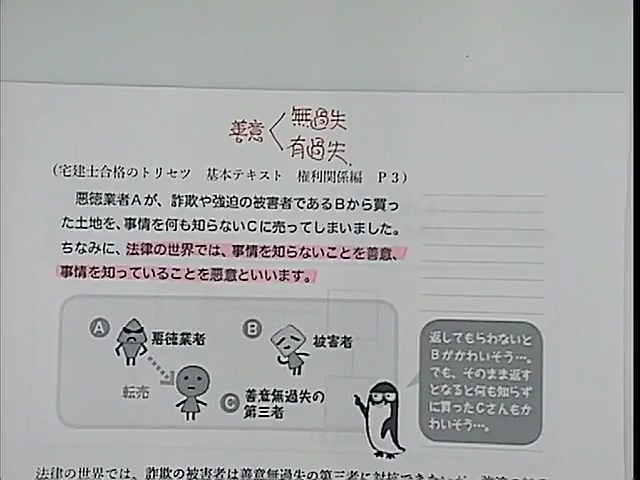 善意 無過失
有過失
(宅建士合格のトリセツ 基本テキスト 権利関係編 P3)
悪徳業者Aが、詐欺や強迫の被害者であるBから買っ
た土地を、事情を何も知らないCに売ってしまいました。
ちなみに、法律の世界では、事情を知らないことを善意、
事情を知っていることを悪意といいます。
A 悪徳業者
B 被害者
転売
C 善意無過失の
第三者
返してもらわないと
Bがかわいそう…。
でも、そのまま返す
となると何も知らず
に買ったCさんもか
わいそう…。
法律の世界では、詐欺の被害者は善意無過失の第三者に対抗できないが、